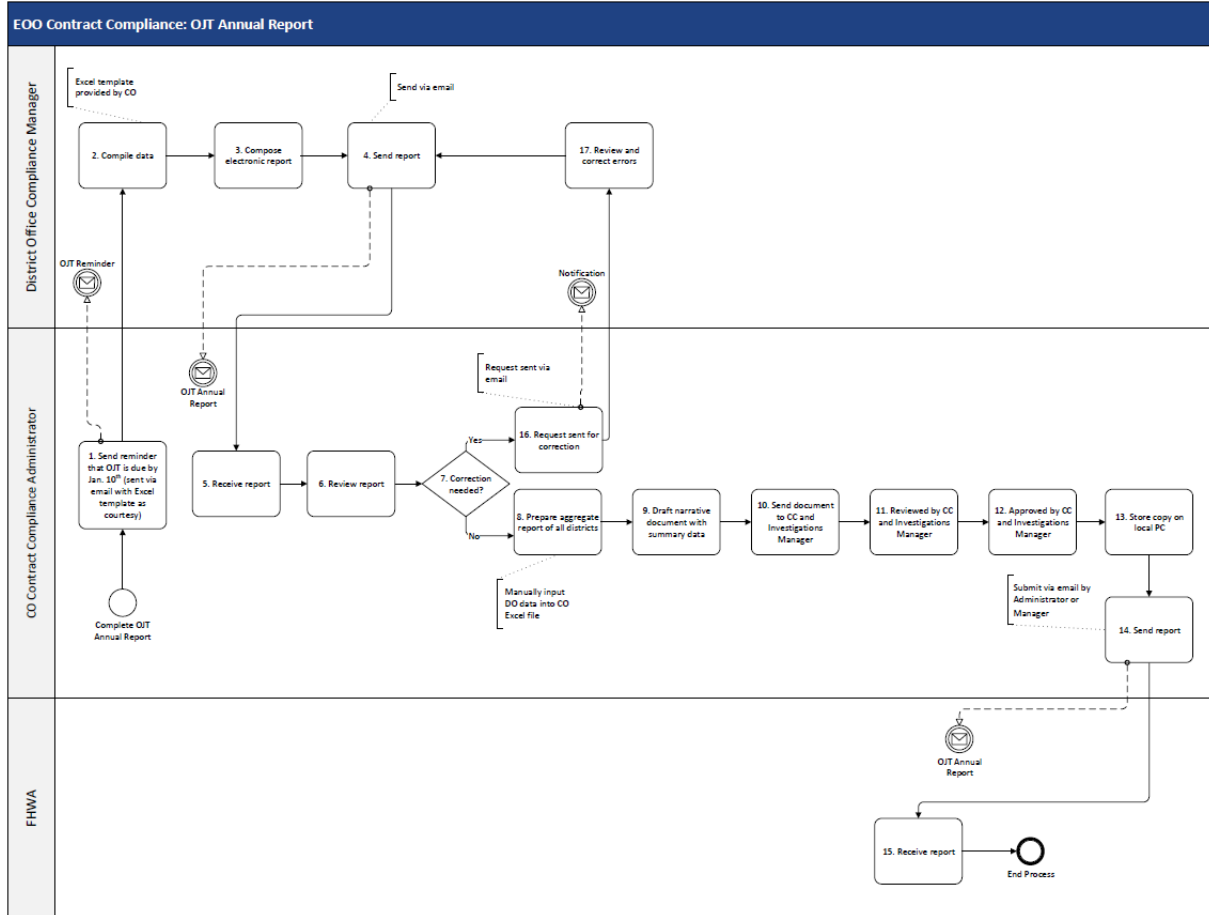 EOO Contract Compliance: OJT Annual Report
District Office Compliance Manager
Excel template
provided by CO
Send via email
2. Compile data
3. Compose
electronic report
4. Send report
17. Review and
correct errors
OJT Reminder
Notification
CO Contract Compliance Administrator
OJT Annual
Report
Request sent via
email
1. Send reminder
that OJT is due by
Jan. 10th (sent via
email with Excel
template as
courtesy)
5. Receive report
6. Review report
7. Correction
needed?
Yes
No
16. Request sent for
correction
8. Prepare aggregate
report of all districts
9. Draft narrative
document with
summary data
10. Send document
to CC and
Investigations
Manager
11. Reviewed by CC
and Investigations
Manager
12. Approved by CC
and Investigations
Manager
13. Store copy on
local PC
Manually input
DO data into CO
Excel file
Submit via email by
Administrator or
Manager
14. Send report
Complete OJT
Annual Report
FHWA
OJT Annual
Report
15. Receive report
End Process